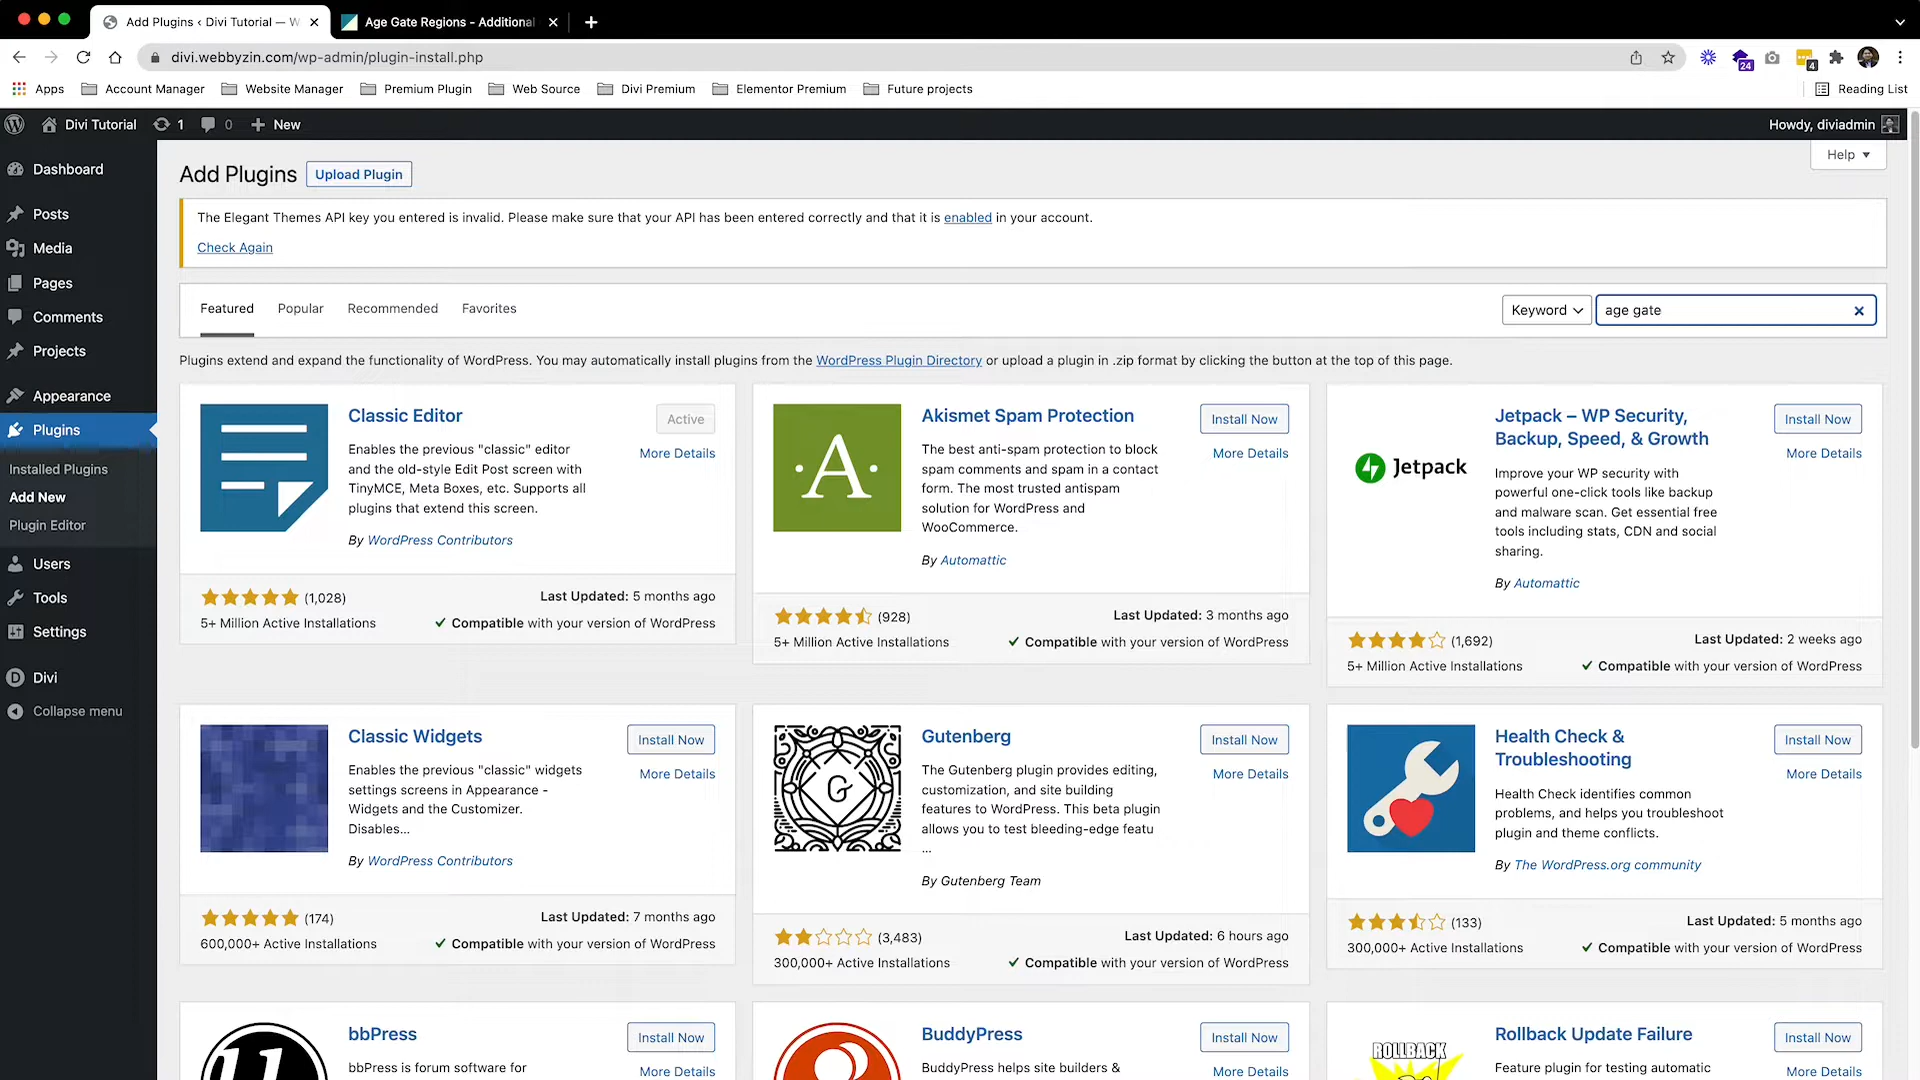 Add Plugins ‹ Divi Tutorial — W
Age Gate Regions - Additional
divi.webbyzin.com/wp-admin/plugin-install.php
24
4
Apps
Account Manager
Website Manager
Premium Plugin
Web Source
Divi Premium
Elementor Premium
Future projects
Reading List
Divi Tutorial
1
0
New
Howdy, diviadmin
Dashboard
Posts
Media
Pages
Comments
Projects
Appearance
Plugins
Installed Plugins
Add New
Plugin Editor
Users
Tools
Settings
Divi
Collapse menu
Help
Add Plugins
Upload Plugin
The Elegant Themes API key you entered is invalid. Please make sure that your API has been entered correctly and that it is enabled in your account.
Check Again
Featured
Popular
Recommended
Favorites
Keyword
age gate
Plugins extend and expand the functionality of WordPress. You may automatically install plugins from the WordPress Plugin Directory or upload a plugin in .zip format by clicking the button at the top of this page.
Classic Editor
Active
More Details
Enables the previous "classic" editor
and the old-style Edit Post screen with
TinyMCE, Meta Boxes, etc. Supports all
plugins that extend this screen.
By WordPress Contributors
(1,028)
Last Updated: 5 months ago
5+ Million Active Installations
Compatible with your version of WordPress
A
Akismet Spam Protection
Install Now
More Details
The best anti-spam protection to block
spam comments and spam in a contact
form. The most trusted antispam
solution for WordPress and
WooCommerce.
By Automattic
(928)
Last Updated: 3 months ago
5+ Million Active Installations
Compatible with your version of WordPress
Jetpack
Jetpack – WP Security,
Backup, Speed, & Growth
Install Now
More Details
Improve your WP security with
powerful one-click tools like backup
and malware scan. Get essential free
tools including stats, CDN and social
sharing.
By Automattic
(1,692)
Last Updated: 2 weeks ago
5+ Million Active Installations
Compatible with your version of WordPress
Classic Widgets
Install Now
More Details
Enables the previous "classic" widgets
settings screens in Appearance -
Widgets and the Customizer.
Disables...
By WordPress Contributors
(174)
Last Updated: 7 months ago
600,000+ Active Installations
Compatible with your version of WordPress
G
Gutenberg
Install Now
More Details
The Gutenberg plugin provides editing,
customization, and site building
features to WordPress. This beta plugin
allows you to test bleeding-edge featu
...
By Gutenberg Team
(3,483)
Last Updated: 6 hours ago
300,000+ Active Installations
Compatible with your version of WordPress
Health Check &
Troubleshooting
Install Now
More Details
Health Check identifies common
problems, and helps you troubleshoot
plugin and theme conflicts.
By The WordPress.org community
(133)
Last Updated: 5 months ago
300,000+ Active Installations
Compatible with your version of WordPress
bbPress
Install Now
More Details
bbPress is forum software for
BuddyPress
Install Now
More Details
BuddyPress helps site builders &
ROLLBACK
Rollback Update Failure
Install Now
More Details
Feature plugin for testing automatic